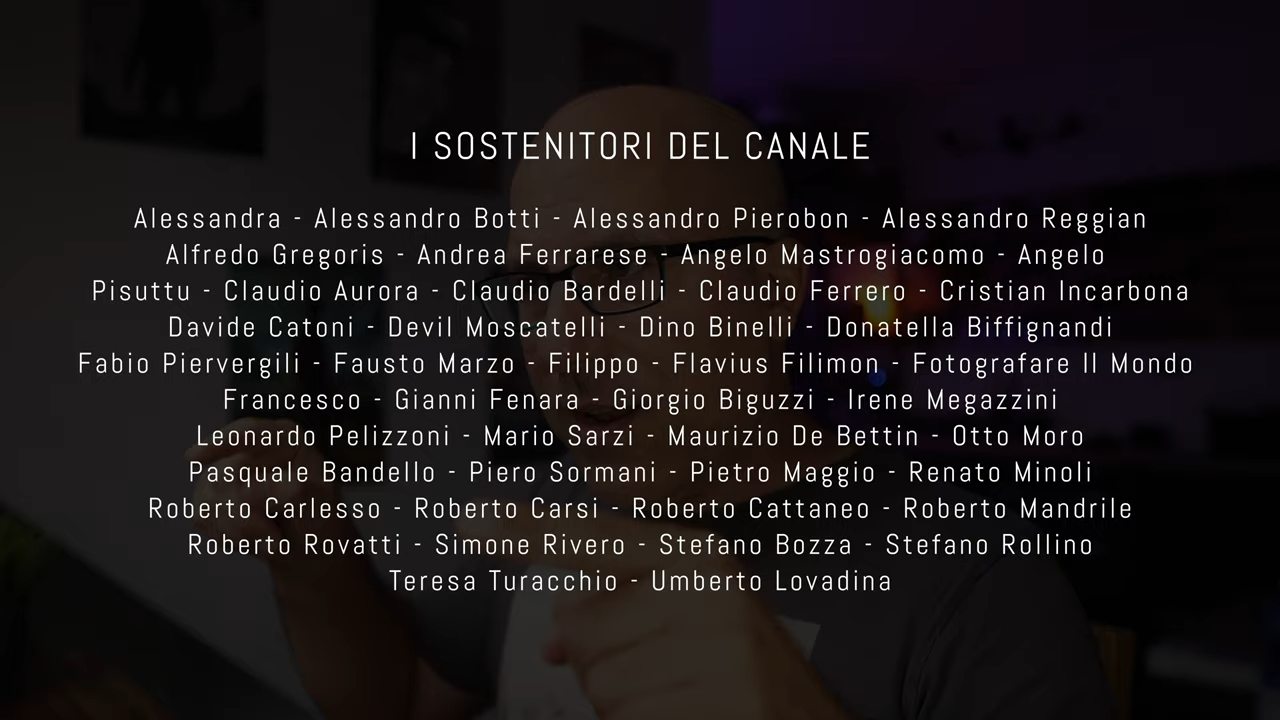 I SOSTENITORI DEL CANALE
Alessandra - Alessandro Botti - Alessandro Pierobon - Alessandro Reggian
Alfredo Gregoris - Andrea Ferrarese - Angelo Mastrogiacomo - Angelo
Pisuttu - Claudio Aurora - Claudio Bardelli - Claudio Ferrero - Cristian Incarbona
Davide Catoni - Devil Moscatelli - Dino Binelli - Donatella Biffignandi
Fabio Piervergili - Fausto Marzo - Filippo - Flavius Filimon - Fotografare Il Mondo
Francesco - Gianni Fenara - Giorgio Biguzzi - Irene Megazzini
Leonardo Pelizzoni - Mario Sarzi - Maurizio De Bettin - Otto Moro
Pasquale Bandello - Piero Sormani - Pietro Maggio - Renato Minoli
Roberto Carlesso - Roberto Carsi - Roberto Cattaneo - Roberto Mandrile
Roberto Rovatti - Simone Rivero - Stefano Bozza - Stefano Rollino
Teresa Turacchio - Umberto Lovadina